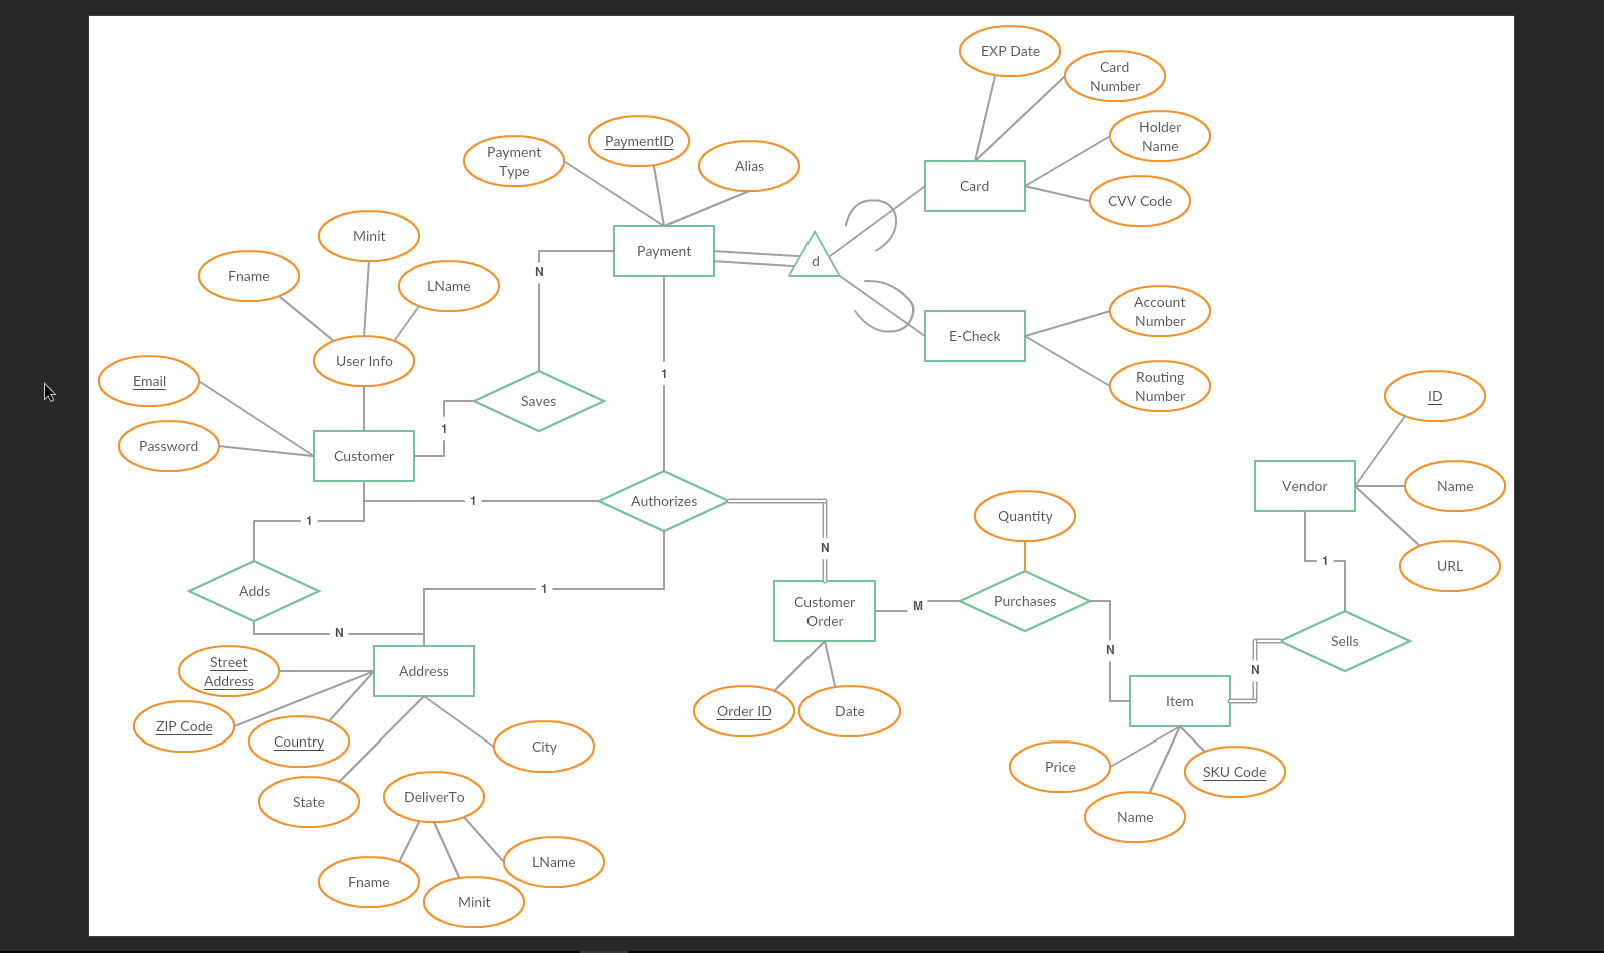 EXP Date
Card
Number
Holder
Name
CVV Code
Card
Payment
Type
PaymentID
Alias
Payment
d
N
Minit
Fname
LName
User Info
Email
Password
Customer
Saves
1
1
E-Check
Account
Number
Routing
Number
ID
Name
URL
Vendor
1
Authorizes
1
1
N
Adds
1
N
Quantity
Customer
Order
M
Purchases
N
Sells
N
Item
Street
Address
ZIP Code
Country
Address
State
City
Order ID
Date
Price
Name
SKU Code
DeliverTo
Fname
Minit
LName